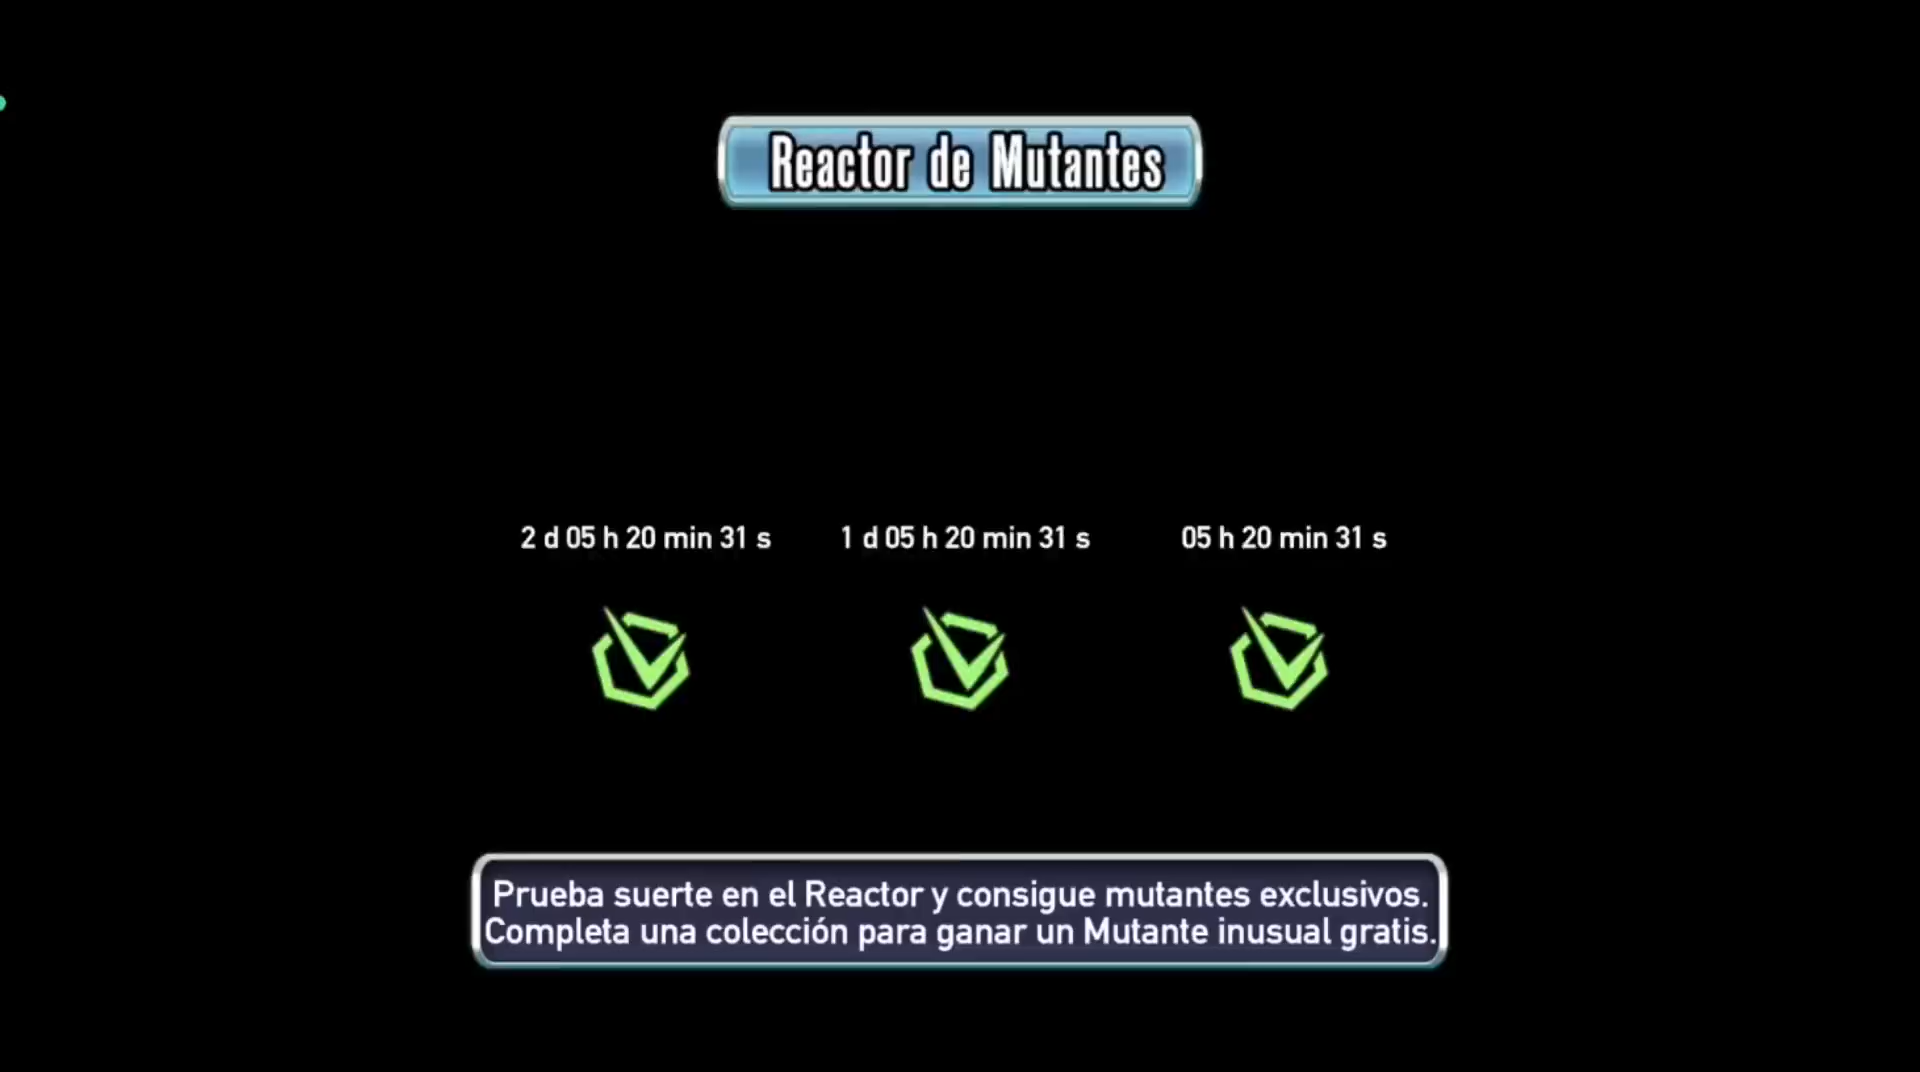 Reactor de Mutantes
2 d 05 h 20 min 31 s
1 d 05 h 20 min 31 s
05 h 20 min 31 s
Prueba suerte en el Reactor y consigue mutantes exclusivos.
Completa una colección para ganar un Mutante inusual gratis.